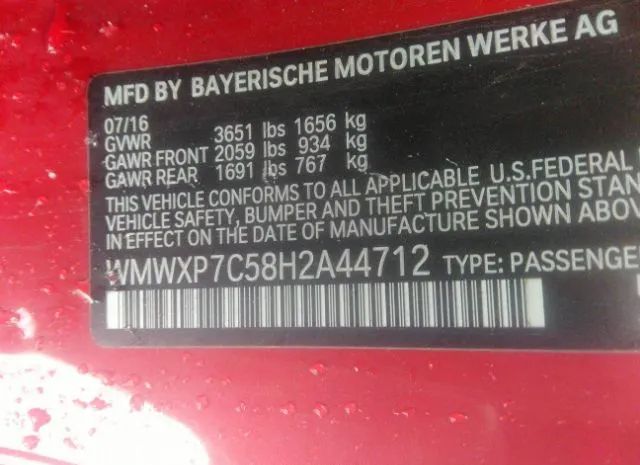 MFD BY BAYERISCHE MOTOREN WERKE AG
07/16
GVWR 3651 lbs 1656 kg
GAWR FRONT 2059 lbs 934 kg
GAWR REAR 1691 lbs 767 kg
THIS VEHICLE CONFORMS TO ALL APPLICABLE U.S.FEDERAL
VEHICLE SAFETY, BUMPER AND THEFT PREVENTION STAN
IN EFFECT ON THE DATE OF MANUFACTURE SHOWN ABOV
WMWXP7C58H2A44712 TYPE: PASSENGE